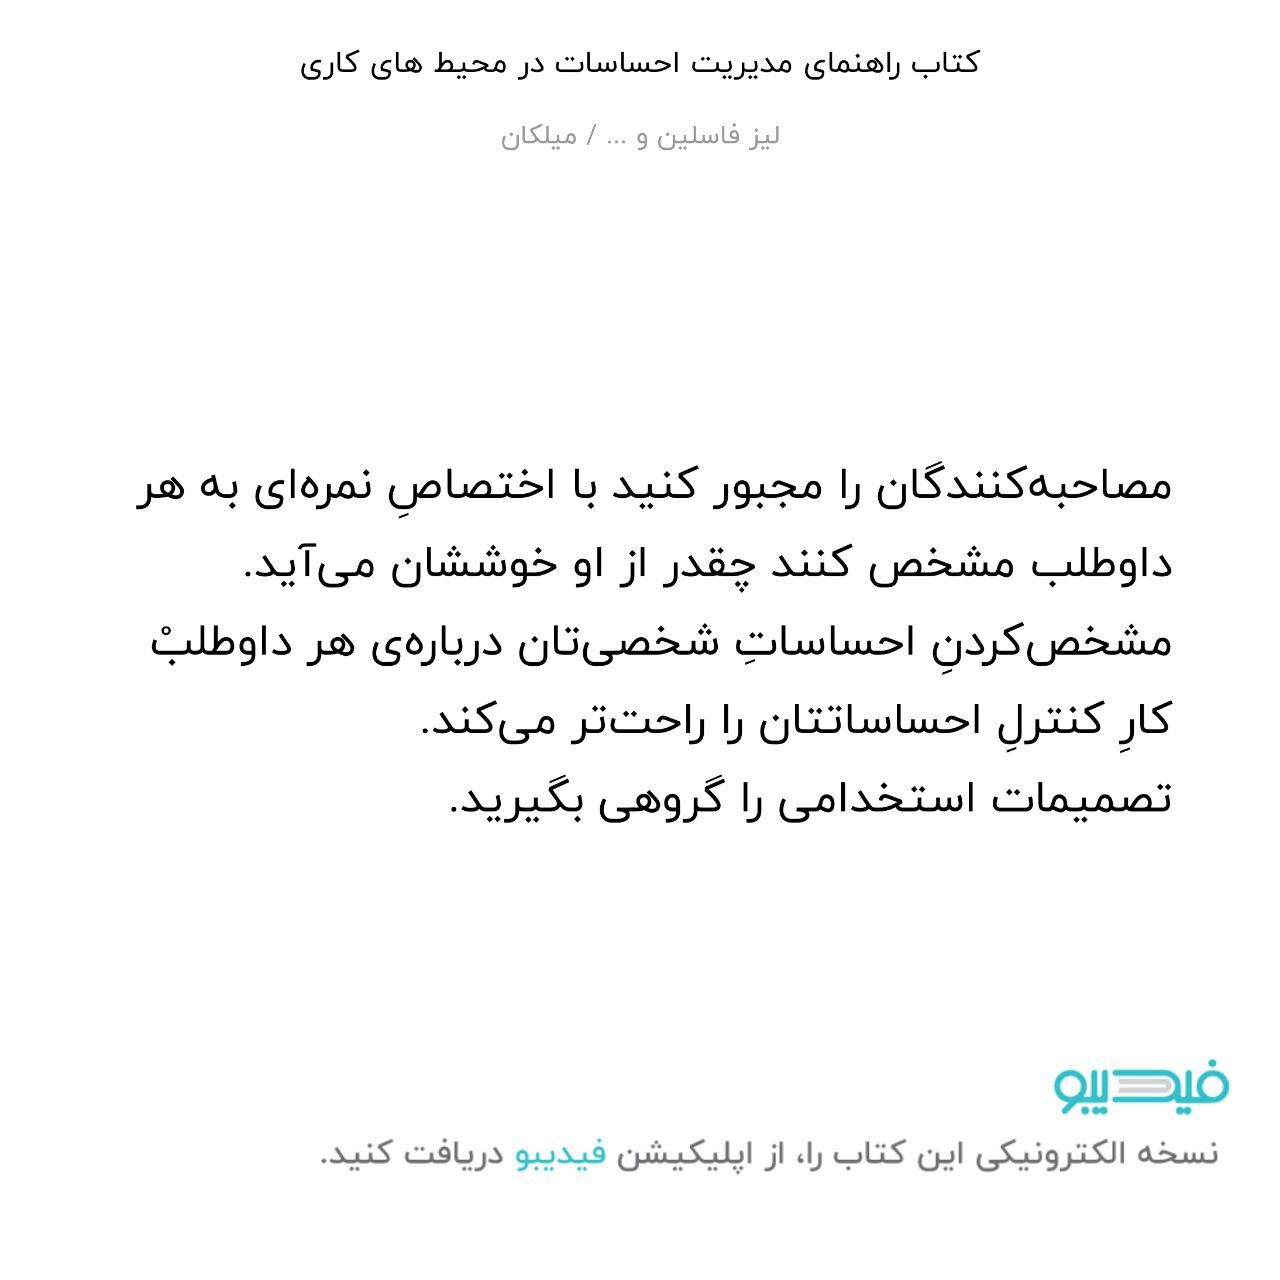 کتاب راهنمای مدیریت احساسات در محیط های کاری
لیز فاسلین و ... / میلکان
مصاحبه‌کنندگان را مجبور کنید با اختصاصِ نمره‌ای به هر
داوطلب مشخص کنند چقدر از او خوششان می‌آید.
مشخص‌کردنِ احساساتِ شخصی‌تان درباره‌ی هر داوطلبْ
کارِ کنترلِ احساساتتان را راحت‌تر می‌کند.
تصمیمات استخدامی را گروهی بگیرید.
فیدیبو
نسخه الکترونیکی این کتاب را، از اپلیکیشن فیدیبو دریافت کنید.